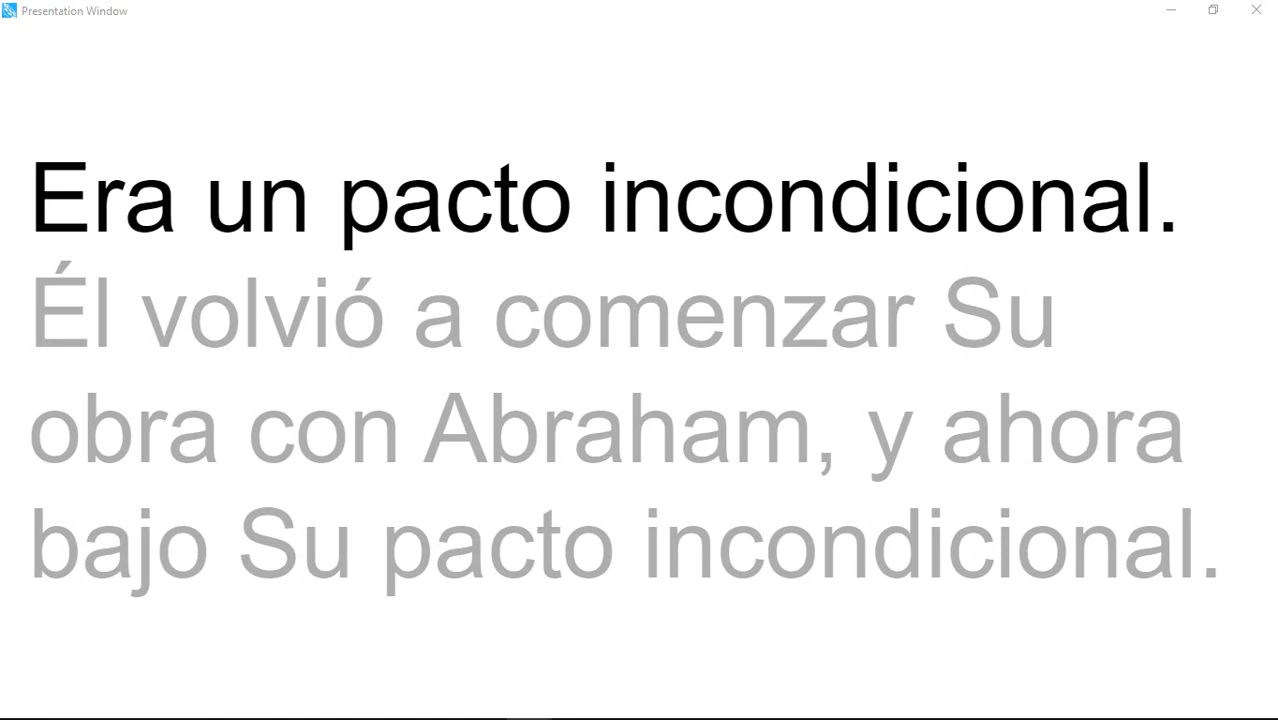 Presentation Window
Era un pacto incondicional.
Él volvió a comenzar Su
obra con Abraham, y ahora
bajo Su pacto incondicional.